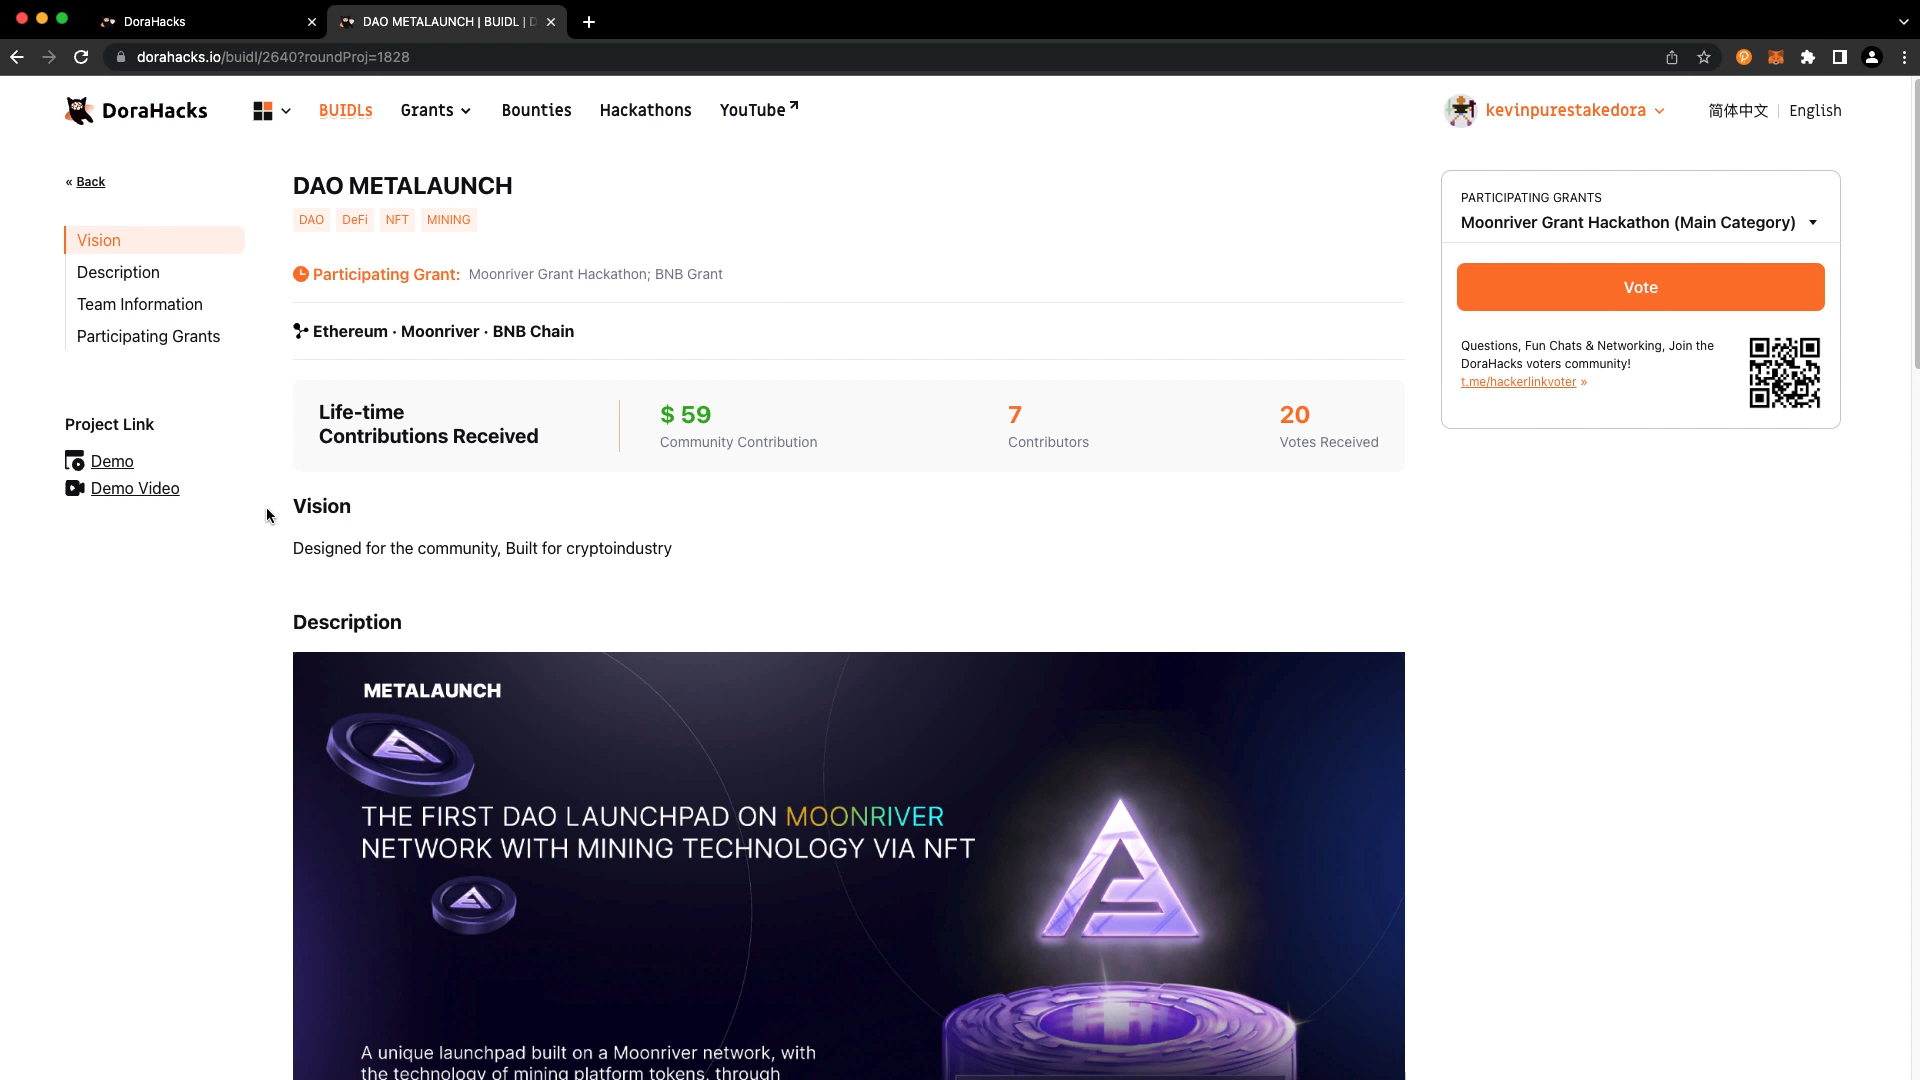 DoraHacks
DAO METALAUNCH | BUIDL | D
dorahacks.io/buidl/2640?roundProj=1828
DoraHacks
BUIDLs
Grants
Bounties
Hackathons
YouTube
kevinpurestakedora
简体中文 | English
« Back
Vision
Description
Team Information
Participating Grants
Project Link
Demo
Demo Video
DAO METALAUNCH
DAO DeFi NFT MINING
Participating Grant: Moonriver Grant Hackathon; BNB Grant
Ethereum · Moonriver · BNB Chain
Life-time
Contributions Received
$ 59
Community Contribution
7
Contributors
20
Votes Received
Vision
Designed for the community, Built for cryptoindustry
Description
METALAUNCH
THE FIRST DAO LAUNCHPAD ON MOONRIVER
NETWORK WITH MINING TECHNOLOGY VIA NFT
A unique launchpad built on a Moonriver network, with
the technology of mining platform tokens, through
PARTICIPATING GRANTS
Moonriver Grant Hackathon (Main Category)
Vote
Questions, Fun Chats & Networking, Join the
DoraHacks voters community!
t.me/hackerlinkvoter »